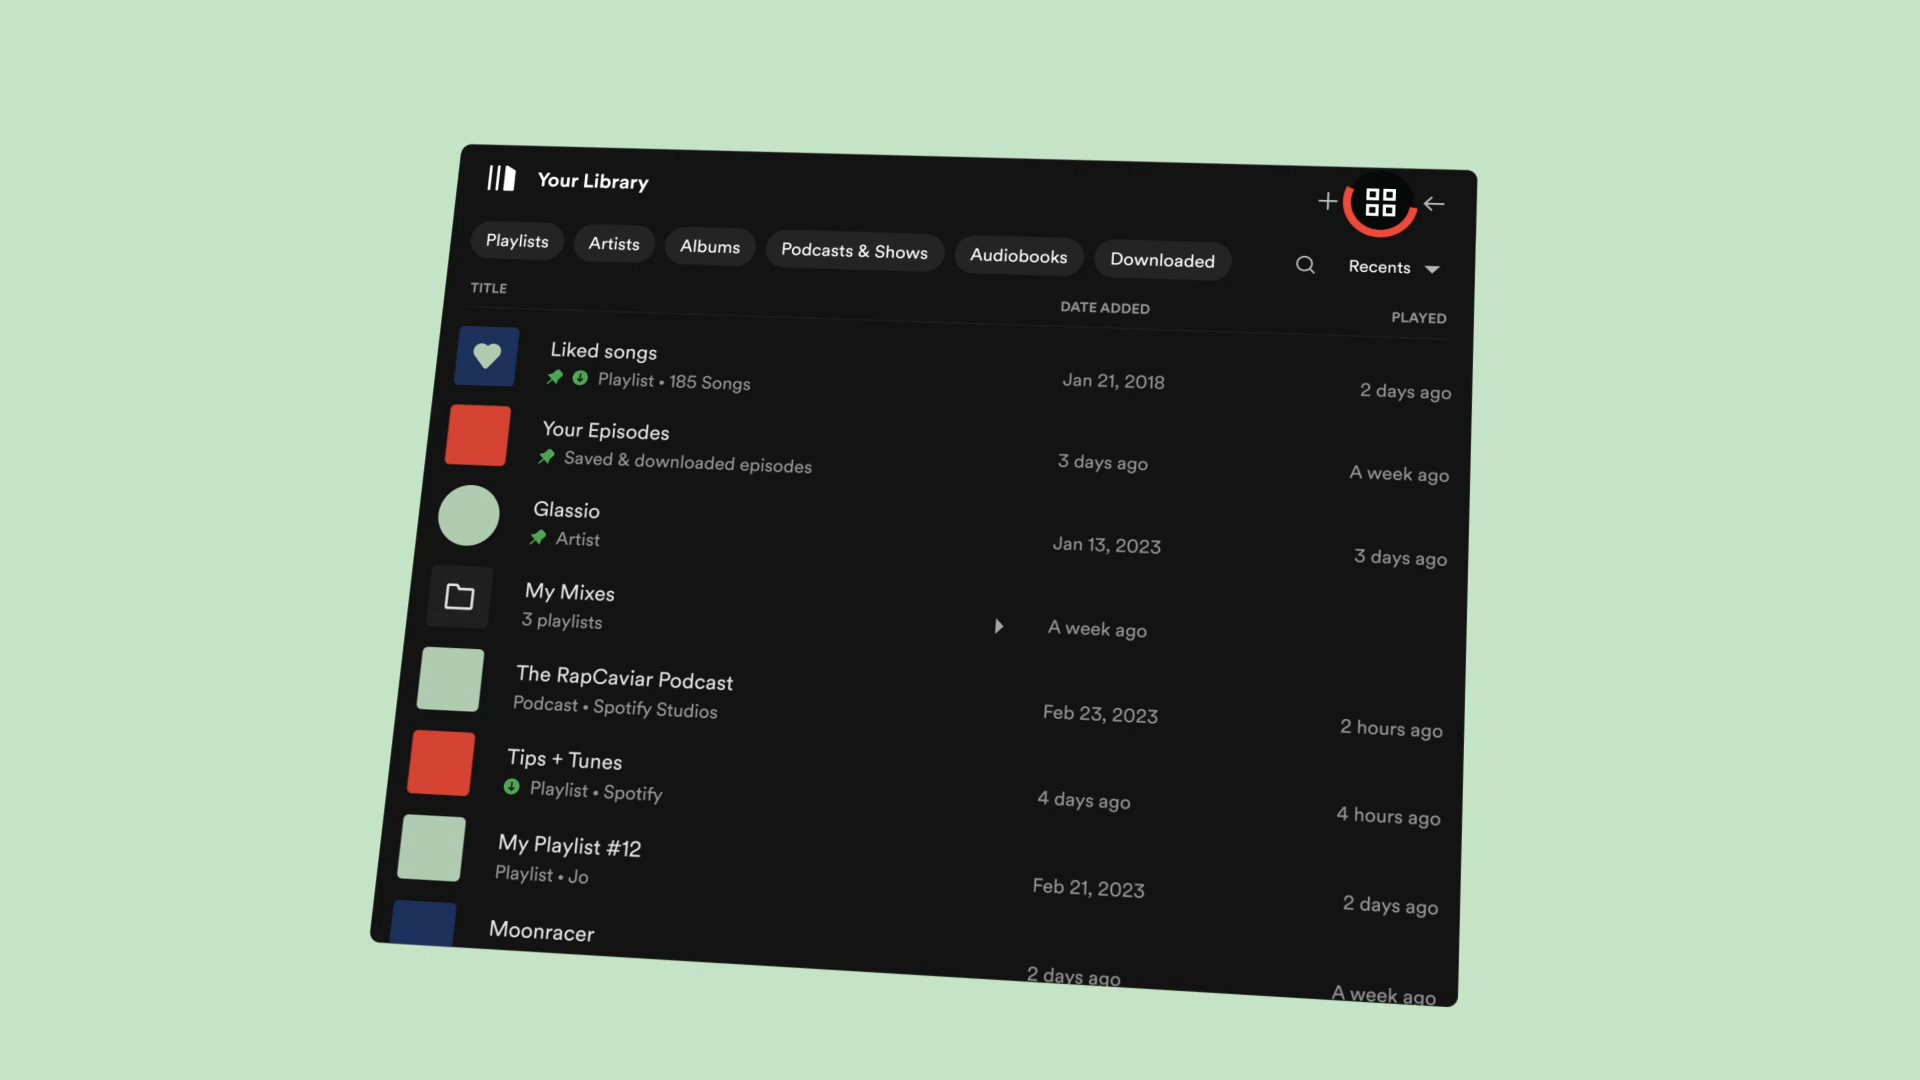 Your Library
Playlists Artists Albums Podcasts & Shows Audiobooks Downloaded Recents
TITLE DATE ADDED PLAYED
Liked songs
Playlist • 185 Songs Jan 21, 2018 2 days ago
Your Episodes
Saved & downloaded episodes 3 days ago A week ago
Glassio
Artist Jan 13, 2023 3 days ago
My Mixes
3 playlists A week ago
The RapCaviar Podcast
Podcast • Spotify Studios Feb 23, 2023 2 hours ago
Tips + Tunes
Playlist • Spotify 4 days ago 4 hours ago
My Playlist #12
Playlist • Jo Feb 21, 2023 2 days ago
Moonracer
2 days ago A week ago